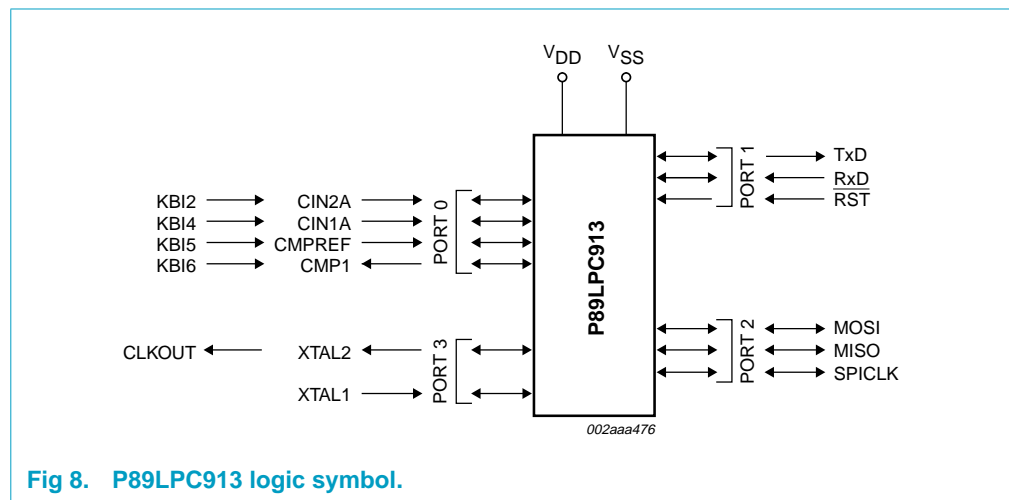 VDD VSS
KBI2 CIN2A
KBI4 CIN1A
KBI5 CMPREF
KBI6 CMP1
PORT 0
CLKOUT XTAL2
XTAL1
PORT 3
P89LPC913
PORT 1
TxD
RxD
RST
PORT 2
MOSI
MISO
SPICLK
002aaa476
Fig 8. P89LPC913 logic symbol.